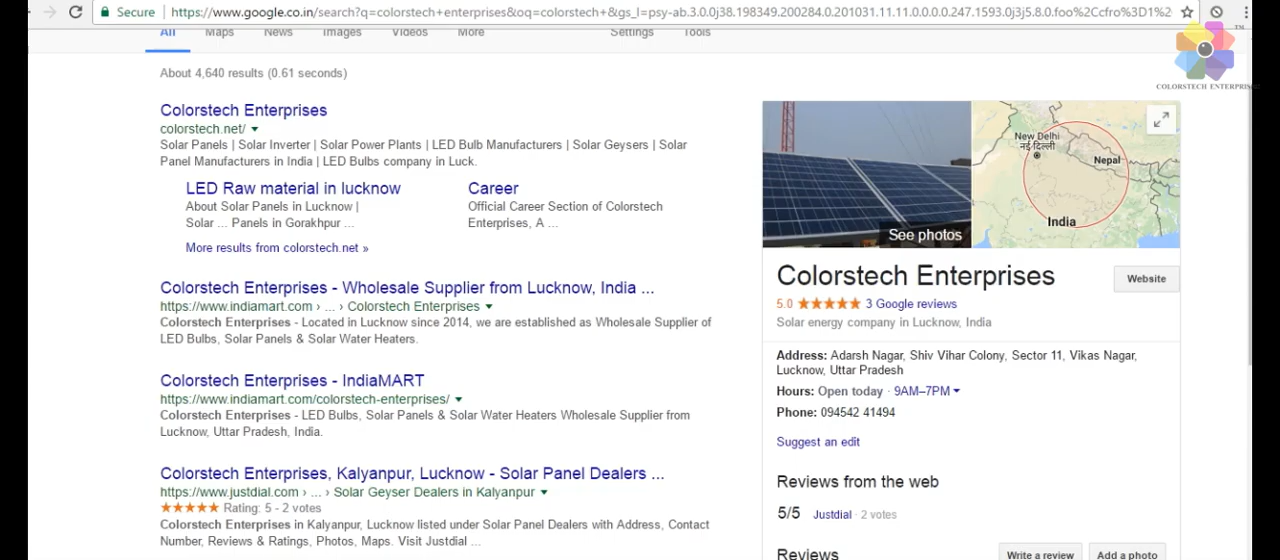 Secure https://www.google.co.in/search?q=colorstech+enterprises&oq=colorstech+&gs_l=psy-ab.3.0.0j38.198349.200284.0.201031.11.11.0.0.0.0.247.1593.0j3j5.8.0.foo%2Ccfro%3D1%2
COLORSTECH ENTERPRIS
All Maps News Images Videos More Settings Tools
About 4,640 results (0.61 seconds)
Colorstech Enterprises
colorstech.net/
Solar Panels | Solar Inverter | Solar Power Plants | LED Bulb Manufacturers | Solar Geysers | Solar
Panel Manufacturers in India | LED Bulbs company in Luck.
LED Raw material in lucknow
About Solar Panels in Lucknow |
Solar ... Panels in Gorakhpur ...
Career
Official Career Section of Colorstech
Enterprises, A ...
More results from colorstech.net »
Colorstech Enterprises - Wholesale Supplier from Lucknow, India ...
https://www.indiamart.com › ... › Colorstech Enterprises
Colorstech Enterprises - Located in Lucknow since 2014, we are established as Wholesale Supplier of
LED Bulbs, Solar Panels & Solar Water Heaters.
Colorstech Enterprises - IndiaMART
https://www.indiamart.com/colorstech-enterprises/
Colorstech Enterprises - LED Bulbs, Solar Panels & Solar Water Heaters Wholesale Supplier from
Lucknow, Uttar Pradesh, India.
Colorstech Enterprises, Kalyanpur, Lucknow - Solar Panel Dealers ...
https://www.justdial.com › ... › Solar Geyser Dealers in Kalyanpur
Rating: 5 - 2 votes
Colorstech Enterprises in Kalyanpur, Lucknow listed under Solar Panel Dealers with Address, Contact
Number, Reviews & Ratings, Photos, Maps. Visit Justdial ...
See photos
New Delhi
नई दिल्ली
Nepal
India
Colorstech Enterprises
Website
5.0 3 Google reviews
Solar energy company in Lucknow, India
Address: Adarsh Nagar, Shiv Vihar Colony, Sector 11, Vikas Nagar,
Lucknow, Uttar Pradesh
Hours: Open today · 9AM–7PM
Phone: 094542 41494
Suggest an edit
Reviews from the web
5/5 Justdial · 2 votes
Reviews
Write a review Add a photo